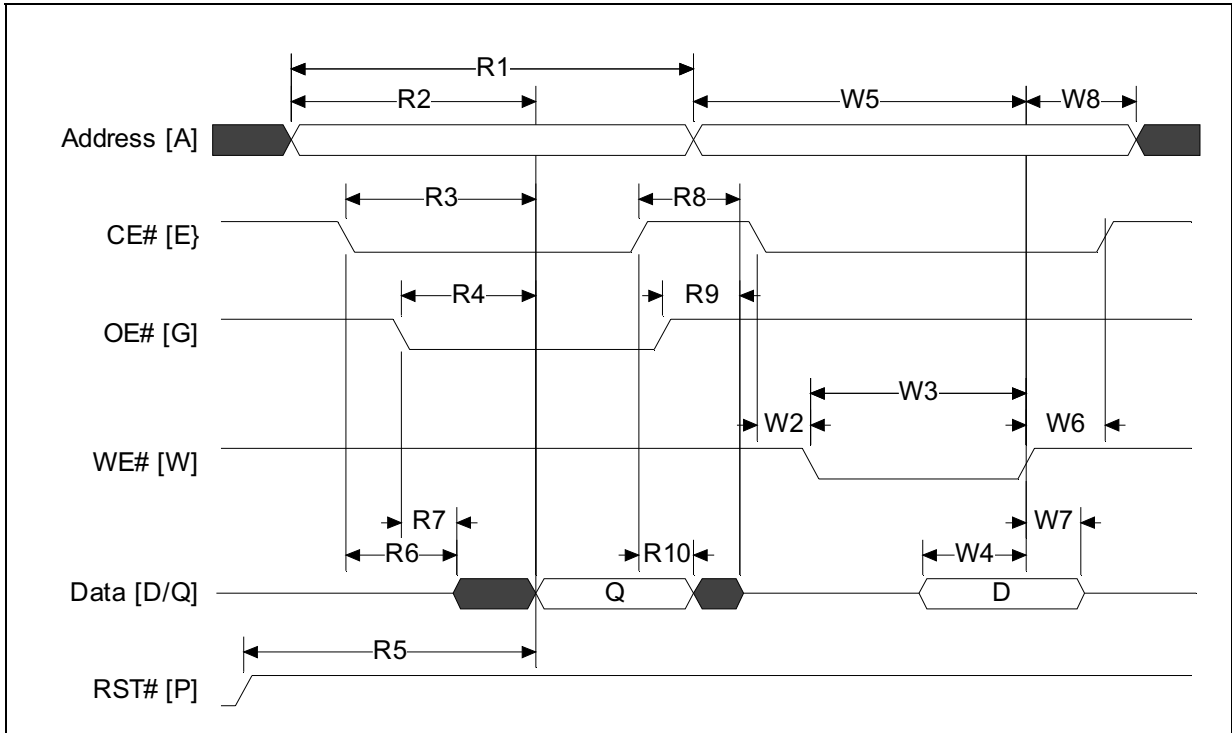 R1
R2
W5
W8
Address [A]
R3
R8
CE# [E}
R4
R9
OE# [G]
W3
W2
W6
WE# [W]
R7
W7
R6
R10
W4
Data [D/Q]
Q
D
R5
RST# [P]